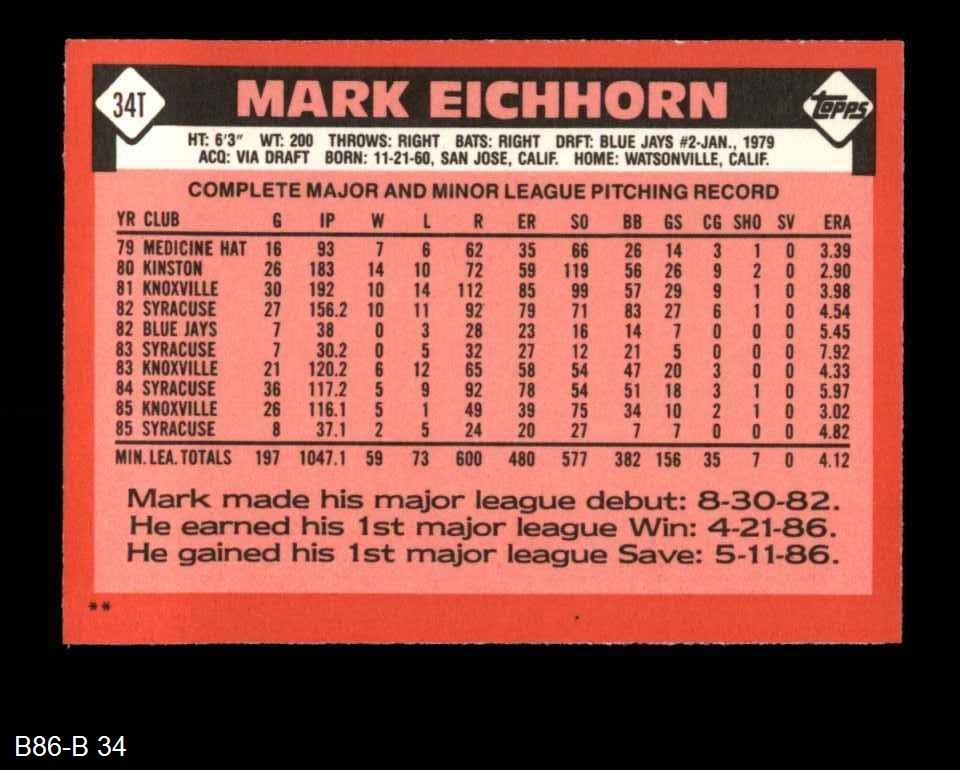 34T
MARK EICHHORN
topps
HT: 6'3" WT: 200 THROWS: RIGHT BATS: RIGHT DRFT: BLUE JAYS #2-JAN., 1979
ACQ: VIA DRAFT BORN: 11-21-60, SAN JOSE, CALIF. HOME: WATSONVILLE, CALIF.
COMPLETE MAJOR AND MINOR LEAGUE PITCHING RECORD
YR CLUB G IP W L R ER SO BB GS CG SHO SV ERA
79 MEDICINE HAT 16 93 7 6 62 35 66 26 14 3 1 0 3.39
80 KINSTON 26 183 14 10 72 59 119 56 26 9 2 0 2.90
81 KNOXVILLE 30 192 10 14 112 85 99 57 29 9 1 0 3.98
82 SYRACUSE 27 156.2 10 11 92 79 71 83 27 6 1 0 4.54
82 BLUE JAYS 7 38 0 3 28 23 16 14 7 0 0 0 5.45
83 SYRACUSE 7 30.2 0 5 32 27 12 21 5 0 0 0 7.92
83 KNOXVILLE 21 120.2 6 12 65 58 54 47 20 3 0 0 4.33
84 SYRACUSE 36 117.2 5 9 92 78 54 51 18 3 1 0 5.97
85 KNOXVILLE 26 116.1 5 1 49 39 75 34 10 2 1 0 3.02
85 SYRACUSE 8 37.1 2 5 24 20 27 7 7 0 0 0 4.82
MIN. LEA. TOTALS 197 1047.1 59 73 600 480 577 382 156 35 7 0 4.12
Mark made his major league debut: 8-30-82.
He earned his 1st major league Win: 4-21-86.
He gained his 1st major league Save: 5-11-86.
**
B86-B 34